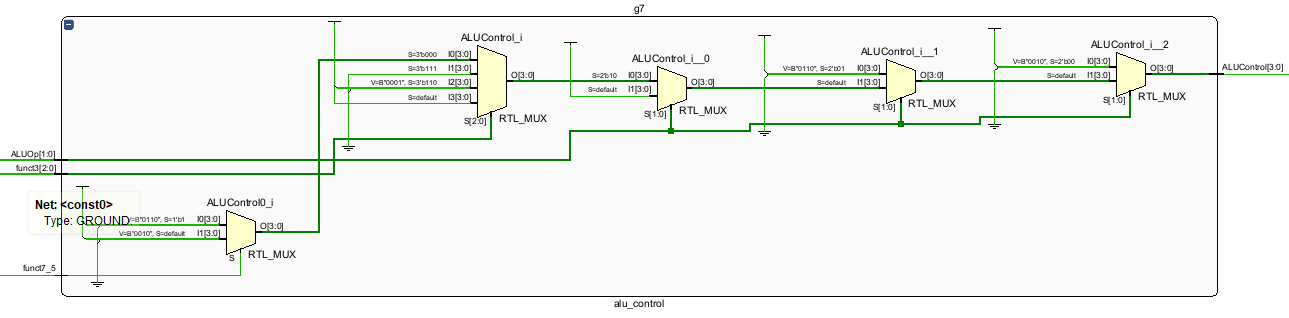 g7
ALUControl_i
S=3'b000 I0[3:0]
S=3'b111 I1[3:0]
V=B"0001", S=3'b110 I2[3:0]
S=default I3[3:0]
O[3:0]
S[2:0]
RTL_MUX
ALUControl_i__0
S=2'b10 I0[3:0]
S=default I1[3:0]
O[3:0]
S[1:0]
RTL_MUX
ALUControl_i__1
V=B"0110", S=2'b01 I0[3:0]
S=default I1[3:0]
O[3:0]
S[1:0]
RTL_MUX
ALUControl_i__2
V=B"0010", S=2'b00 I0[3:0]
S=default I1[3:0]
O[3:0]
S[1:0]
RTL_MUX
ALUControl[3:0]
ALUOp[1:0]
funct3[2:0]
Net: <const0>
Type: GROUND
ALUControl0_i
V=B"0110", S=1'b1 I0[3:0]
V=B"0010", S=default I1[3:0]
O[3:0]
S
RTL_MUX
funct7_5
alu_control